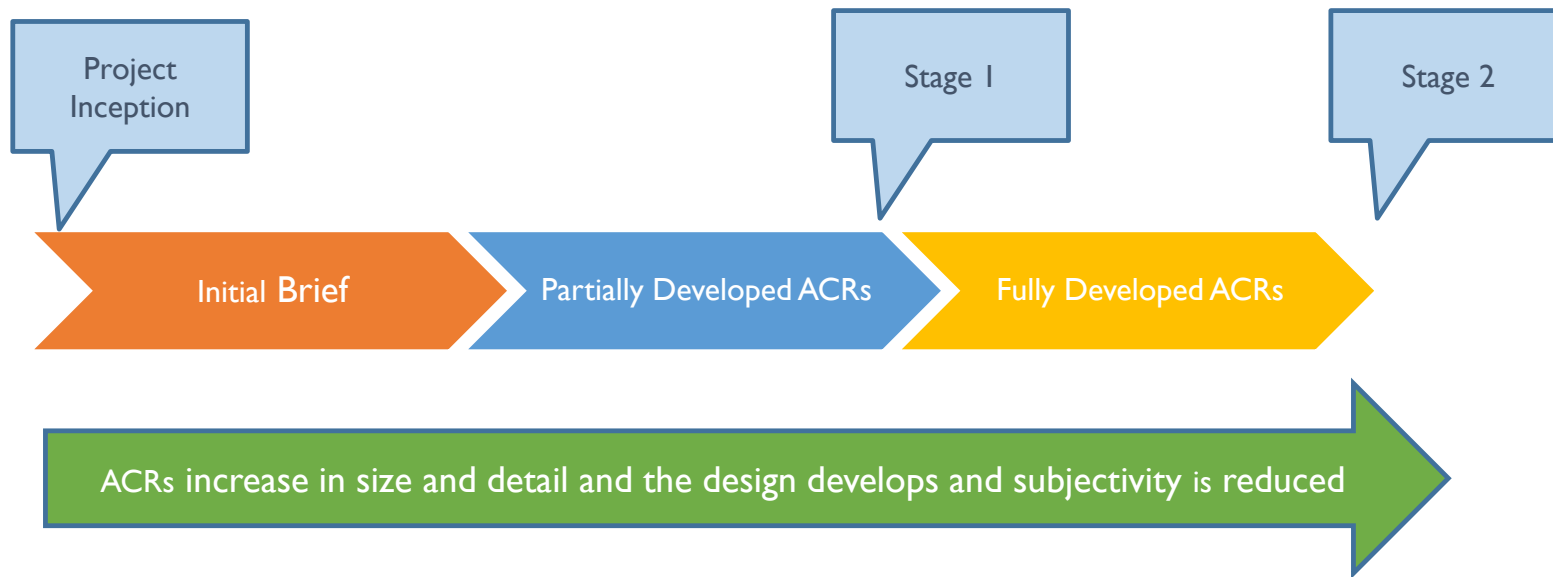 Project
Inception
Stage 1
Stage 2
Initial Brief
Partially Developed ACRs
Fully Developed ACRs
ACRs increase in size and detail and the design develops and subjectivity is reduced